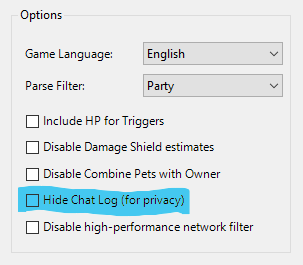 Options
Game Language: English
Parse Filter: Party
Include HP for Triggers
Disable Damage Shield estimates
Disable Combine Pets with Owner
Hide Chat Log (for privacy)
Disable high-performance network filter